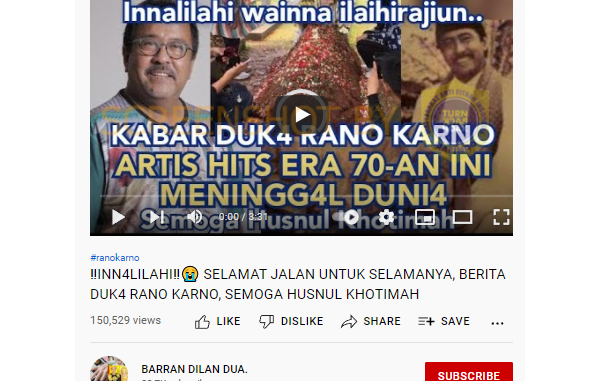 Innalilahi wainna ilaihirajiun..
KABAR DUK4 RANO KARNO
ARTIS HITS ERA 70-AN INI
MENINGG4L DUNI4
Semoga Husnul Khotimah
0:00 / 3:31
#ranokarno
‼INN4LILAHI‼😭 SELAMAT JALAN UNTUK SELAMANYA, BERITA
DUK4 RANO KARNO, SEMOGA HUSNUL KHOTIMAH
150,529 views
LIKE
DISLIKE
SHARE
SAVE
BARRAN DILAN DUA.
SUBSCRIBE